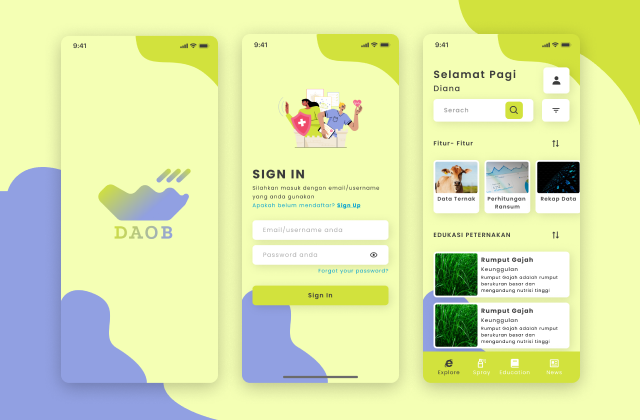 9:41
DAOB
9:41
SIGN IN
Silahkan masuk dengan email/username
yang anda gunakan
Apakah belum mendaftar? Sign Up
Email/username anda
Password anda
Forgot your password?
Sign In
9:41
Selamat Pagi
Diana
Serach
Fitur- Fitur
Data Ternak
Perhitungan
Ransum
Rekap Data
EDUKASI PETERNAKAN
Rumput Gajah
Keunggulan
Rumput Gajah adalah rumput
berukuran besar dan
mengandung nutrisi tinggi
Rumput Gajah
Keunggulan
Rumput Gajah adalah rumput
berukuran besar dan
mengandung nutrisi tinggi
Explore
Education
News